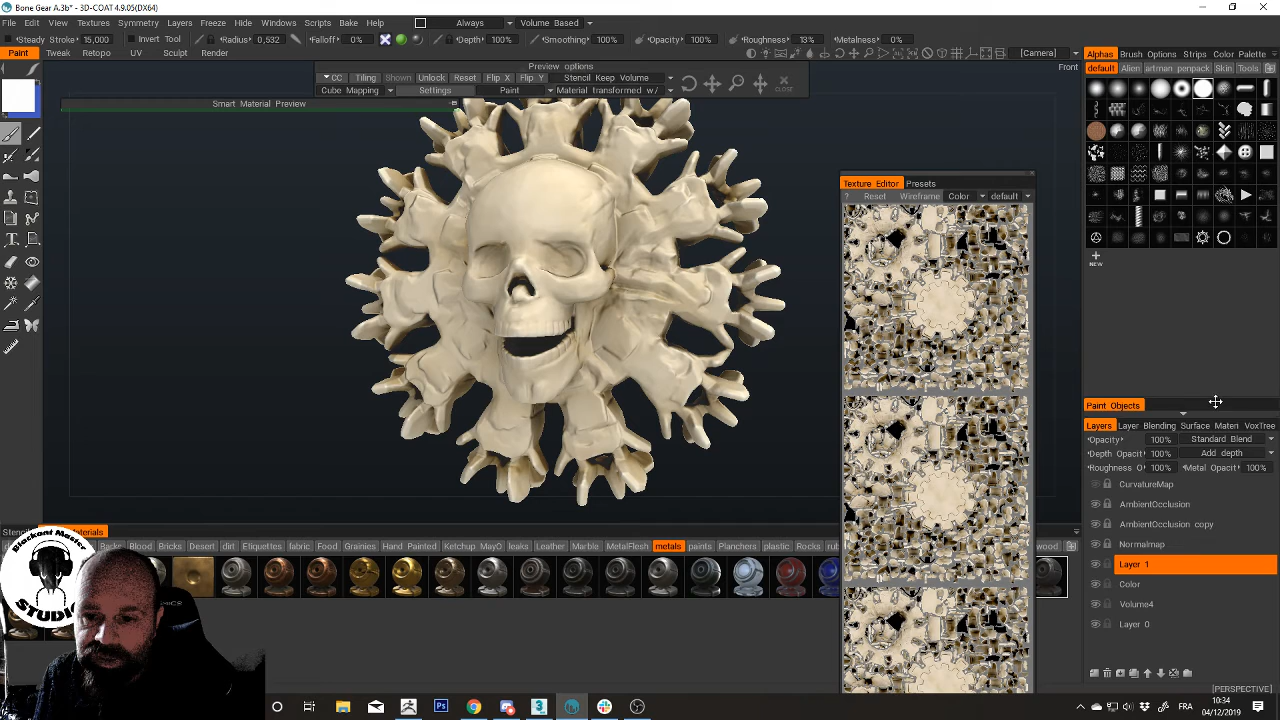 Bone Gear A.3b* - 3D-COAT 4.9.05(DX64)
File Edit View Textures Symmetry Layers Freeze Hide Windows Scripts Bake Help Always Volume Based
Steady Stroke 15,000 Invert Tool Radius 0,532 Falloff 0% Depth 100% Smoothing 100% Opacity 100% Roughness 13% Metalness 0%
Paint Tweak Retopo UV Sculpt Render [Camera]
Alphas Brush Options Strips Color Palette
Preview options Front
default Alien artman penpack Skin Tools
CC Tiling Shown Unlock Reset Flip X Flip Y Stencil Keep Volume
Cube Mapping Settings Paint Material transformed w/ CLOSE
Smart Material Preview
Texture Editor Presets
? Reset Wireframe Color default
NEW
Paint Objects
Layers Layer Blending Surface Materi VoxTree
Opacity 100% Standard Blend
Depth Opacit 100% Add depth
Roughness O 100% Metal Opacit 100%
CurvatureMap
AmbientOcclusion
AmbientOcclusion copy
Normalmap
Layer 1
Color
Volume4
Layer 0
Blood Bricks Desert dirt Etiquettes fabric Food Grainies Hand Painted Ketchup MayO leaks Leather Marble MetalFlesh metals paints Planchers plastic Rocks wood
Blackant Master
STUDIO
[PERSPECTIVE]
FRA
10:34
04/12/2019